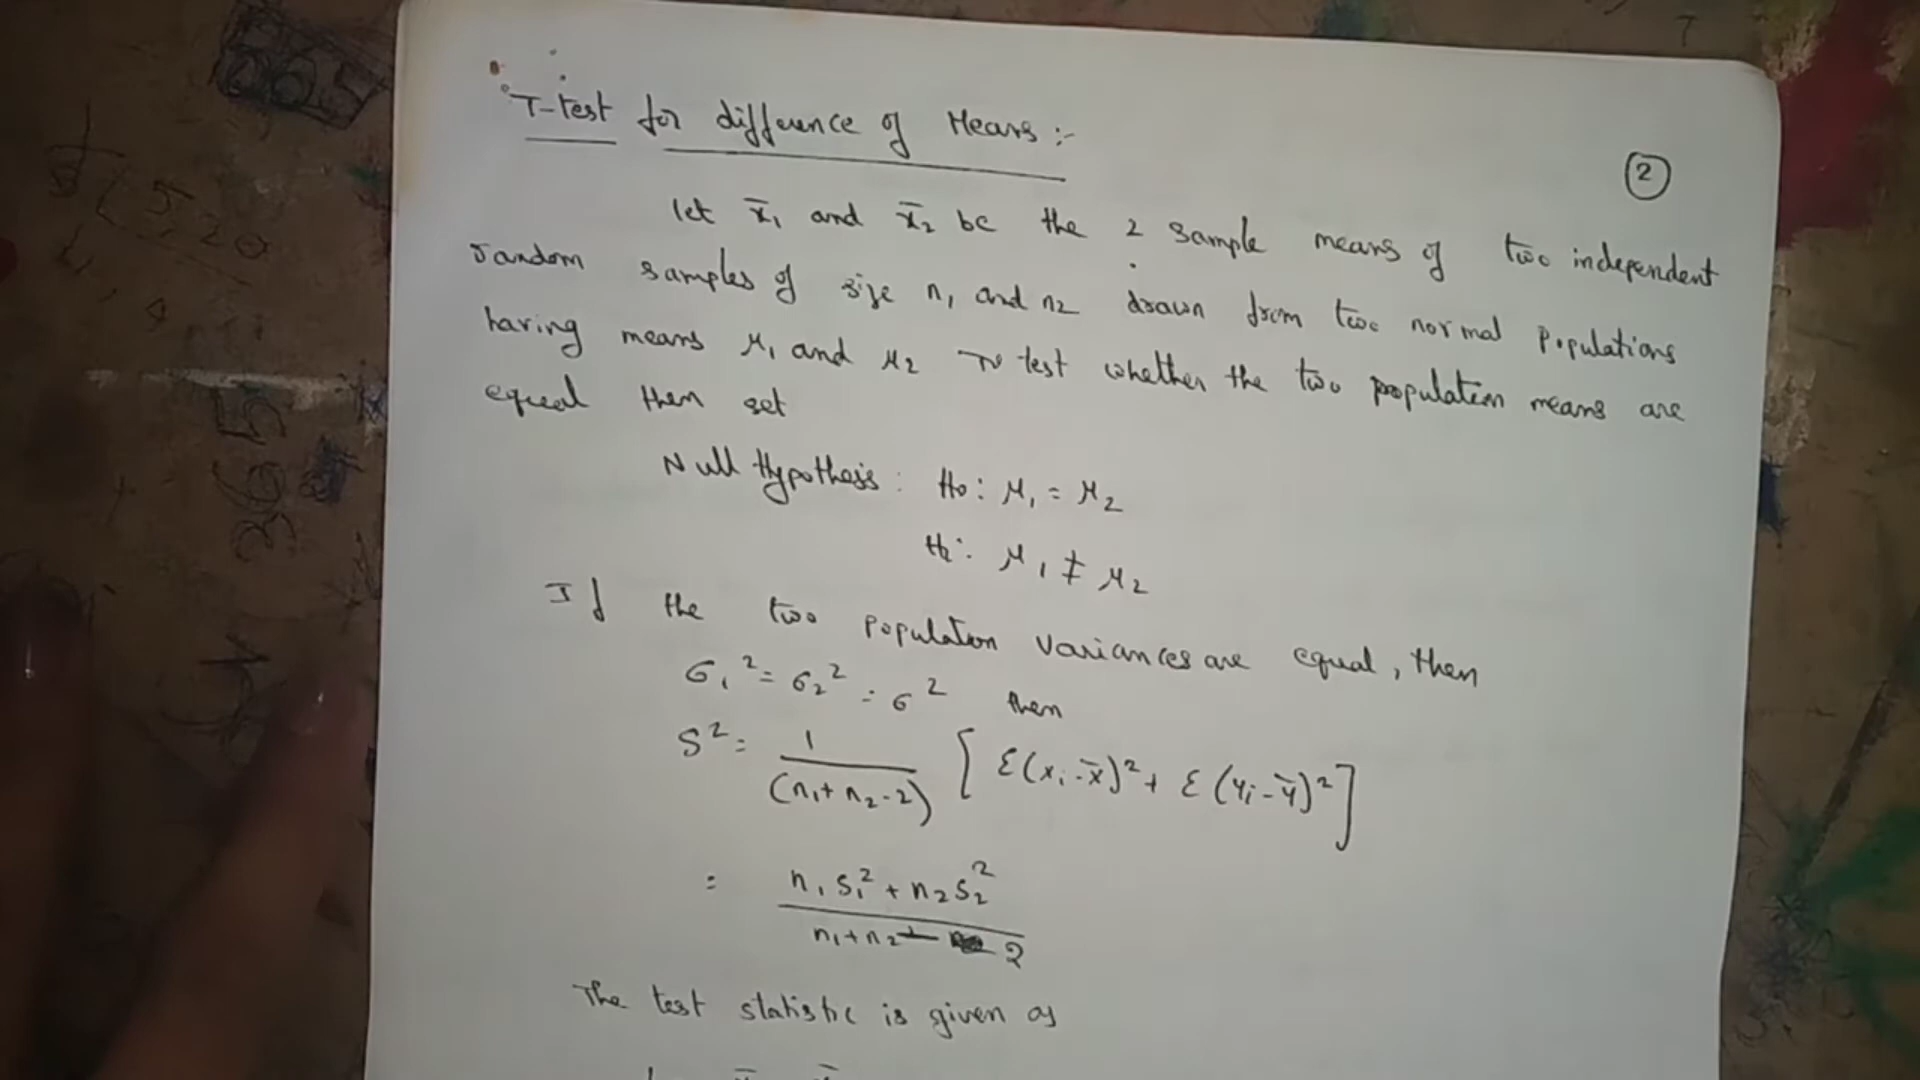 T-test for difference of Means :-
2
let x̄₁ and x̄₂ be the 2 sample means of two independent
random samples of size n₁ and n₂ drawn from two normal populations
having means μ₁ and μ₂ To test whether the two population means are
equal then set
Null Hypothesis : H₀ : μ₁ = μ₂
H₁ : μ₁ ≠ μ₂
If the two population variances are equal, then
σ₁² = σ₂² = σ² then
S² = 1/(n₁+n₂-2) [Σ(xᵢ-x̄)² + Σ(yᵢ-ȳ)²]
= (n₁s₁² + n₂s₂²)/(n₁+n₂-2)
The test statistic is given as